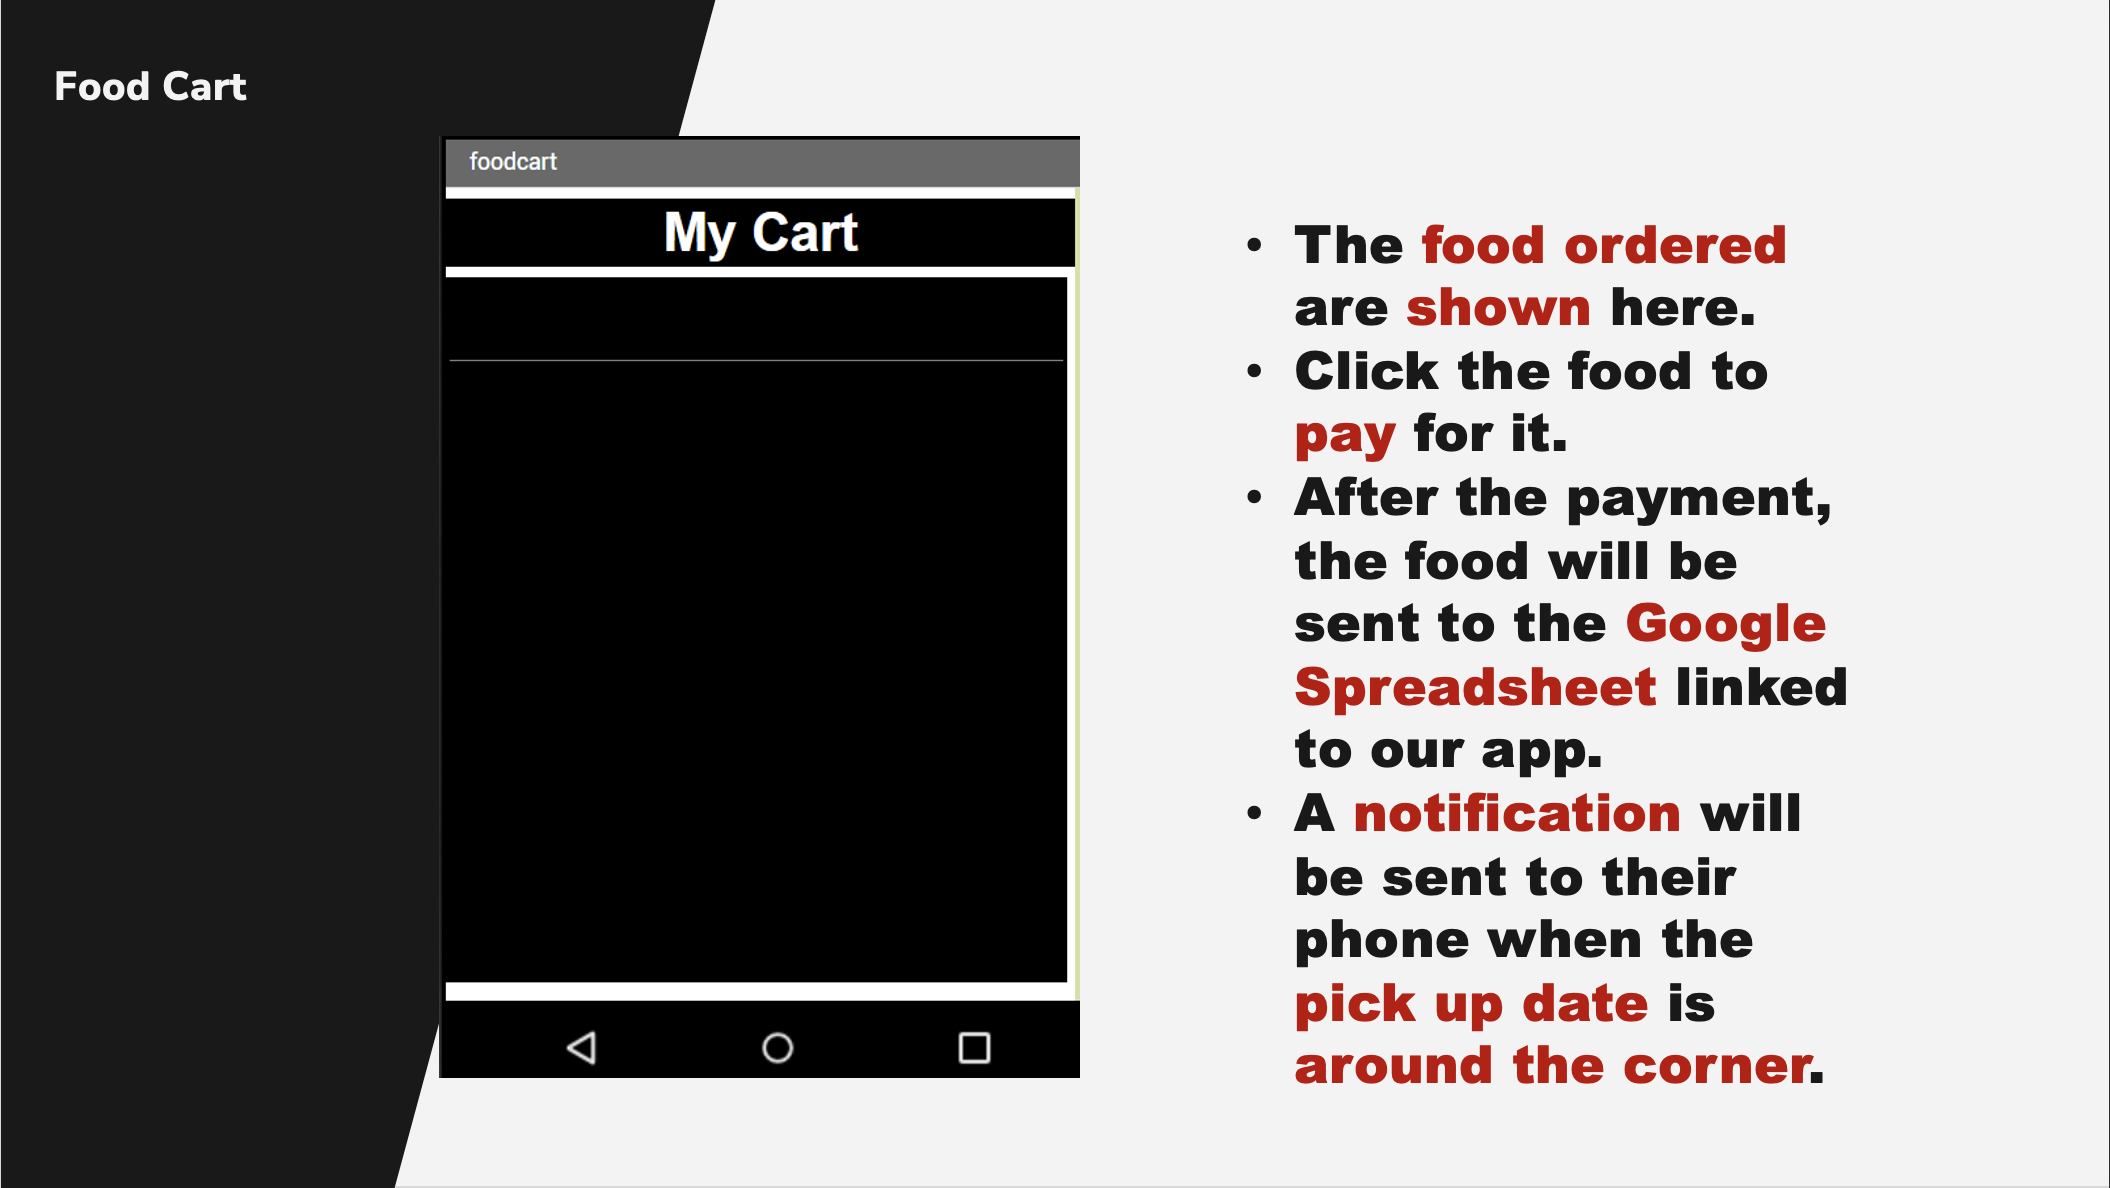 Food Cart
foodcart
My Cart
• The food ordered
are shown here.
• Click the food to
pay for it.
• After the payment,
the food will be
sent to the Google
Spreadsheet linked
to our app.
• A notification will
be sent to their
phone when the
pick up date is
around the corner.